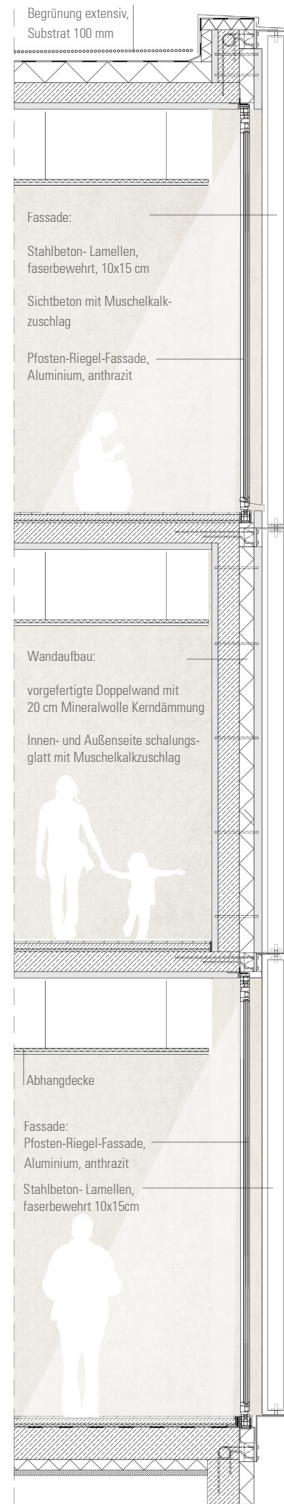 Begrünung extensiv,
Substrat 100 mm
Fassade:
Stahlbeton- Lamellen,
faserbewehrt, 10x15 cm
Sichtbeton mit Muschelkalk-
zuschlag
Pfosten-Riegel-Fassade,
Aluminium, anthrazit
Wandaufbau:
vorgefertigte Doppelwand mit
20 cm Mineralwolle Kerndämmung
Innen- und Außenseite schalungs-
glatt mit Muschelkalkzuschlag
Abhangdecke
Fassade:
Pfosten-Riegel-Fassade,
Aluminium, anthrazit
Stahlbeton- Lamellen,
faserbewehrt 10x15cm